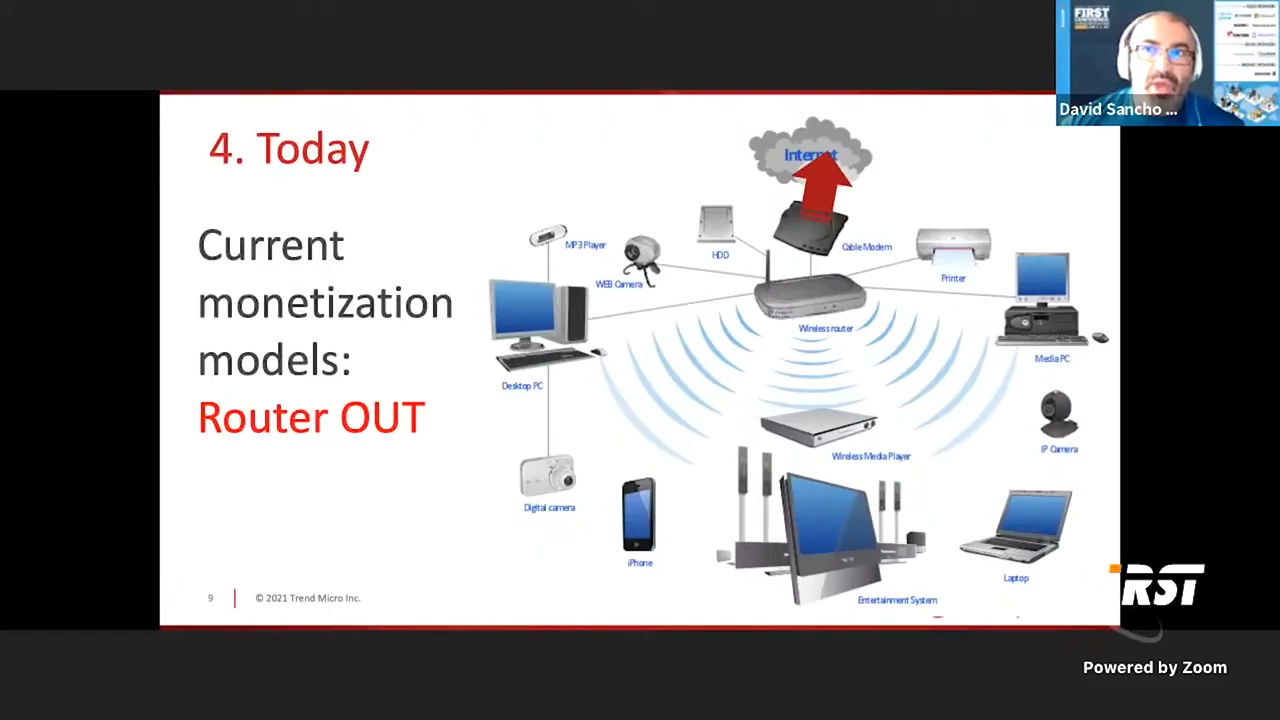 FIRST
CONFERENCE
David Sancho ...
4. Today
Current
monetization
models:
Router OUT
Internet
MP3 Player
WEB Camera
HDD
Cable Modem
Printer
Wireless router
Desktop PC
Media PC
IP Camera
Wireless Media Player
Digital camera
iPhone
Laptop
Entertainment System
9
© 2021 Trend Micro Inc.
FIRST
Powered by Zoom